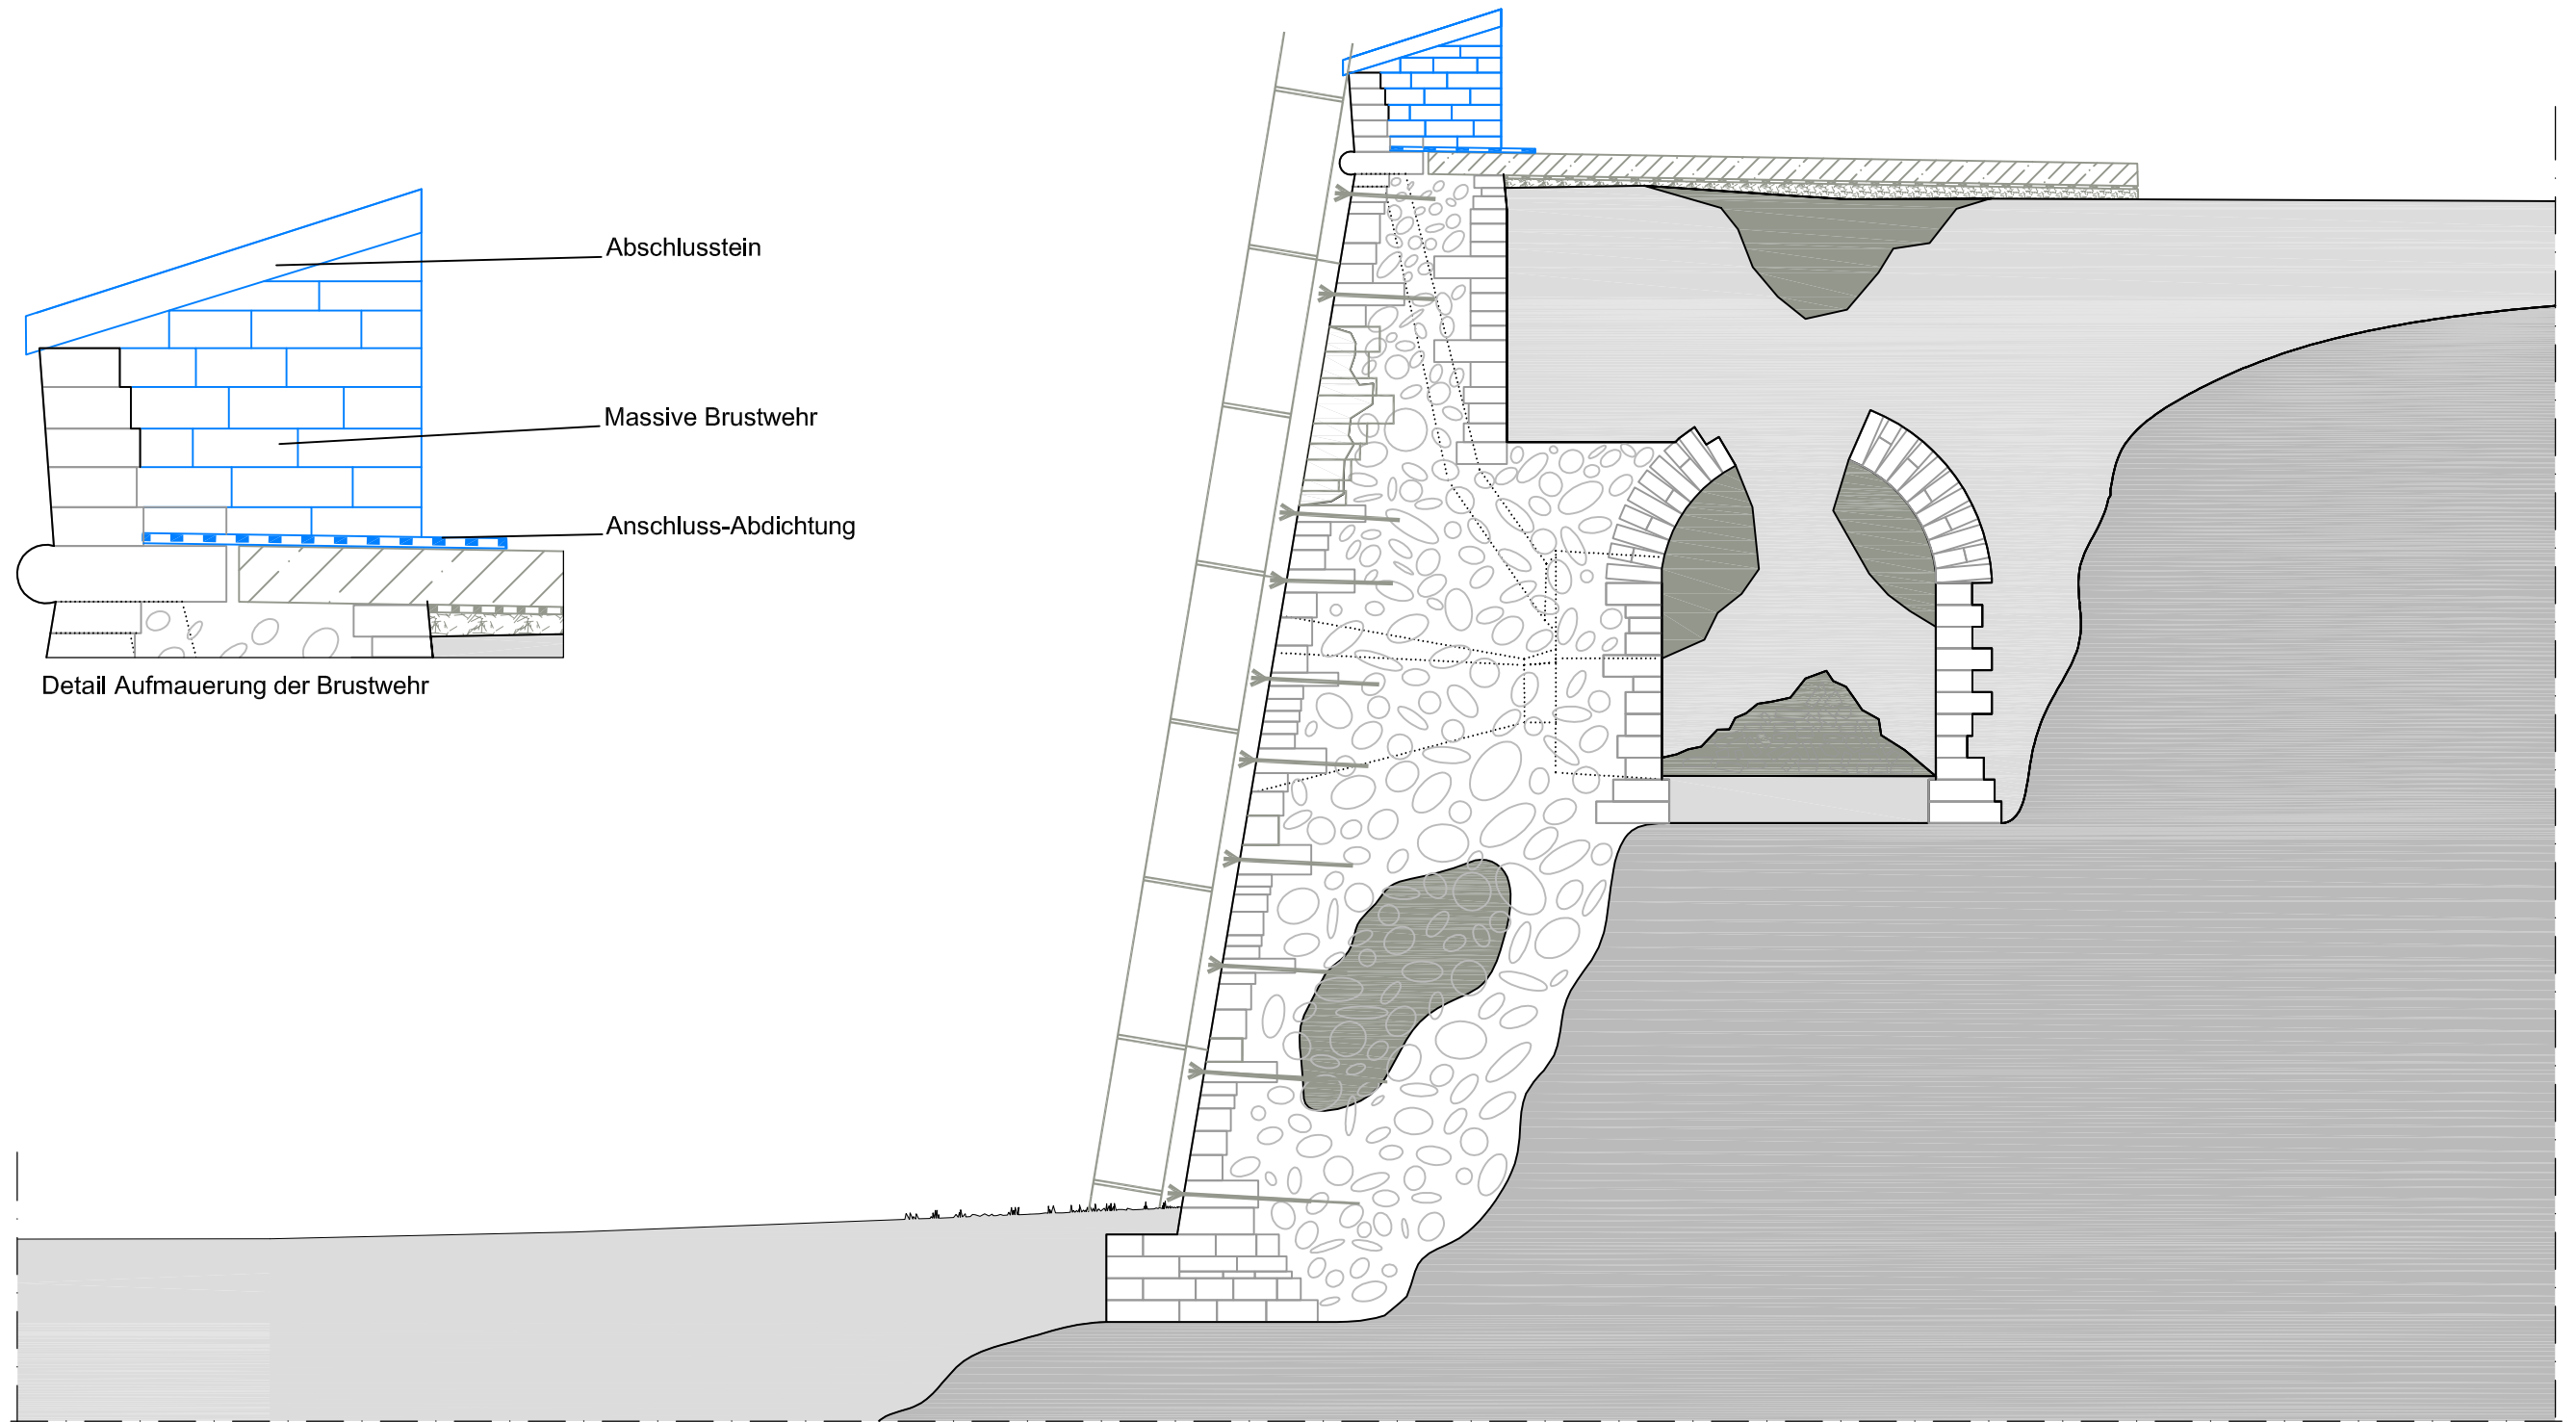 Abschlusstein
Massive Brustwehr
Anschluss-Abdichtung
Detail Aufmauerung der Brustwehr